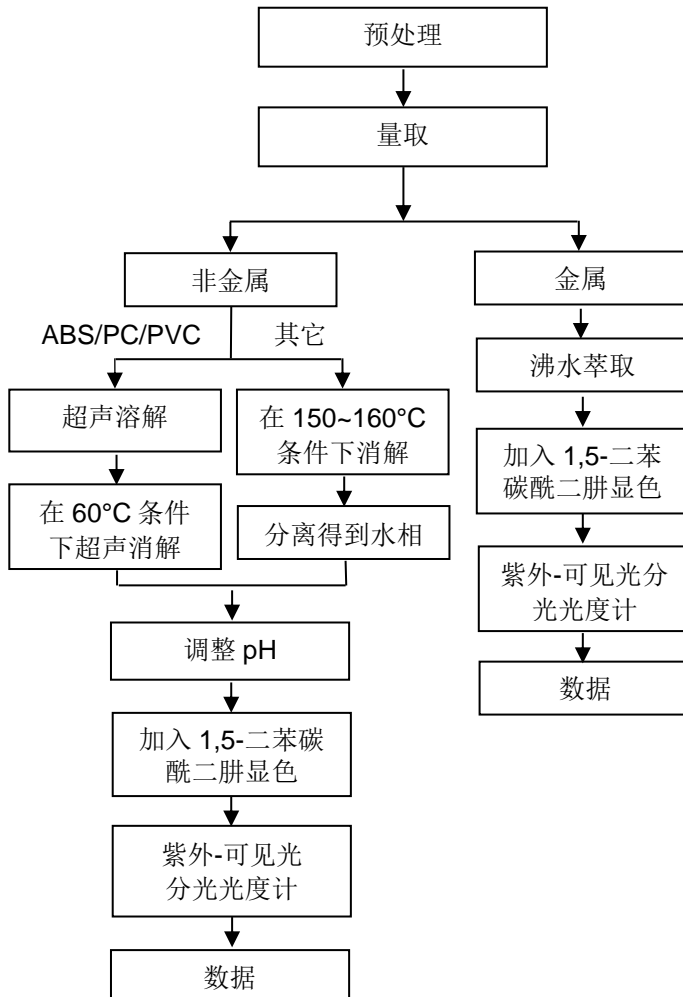 预处理
量取
非金属
金属
ABS/PC/PVC
其它
沸水萃取
超声溶解
在 150~160°C
条件下消解
加入 1,5-二苯
碳酰二肼显色
在 60°C 条件
下超声消解
分离得到水相
紫外-可见光分
光光度计
调整 pH
数据
加入 1,5-二苯碳
酰二肼显色
紫外-可见光
分光光度计
数据